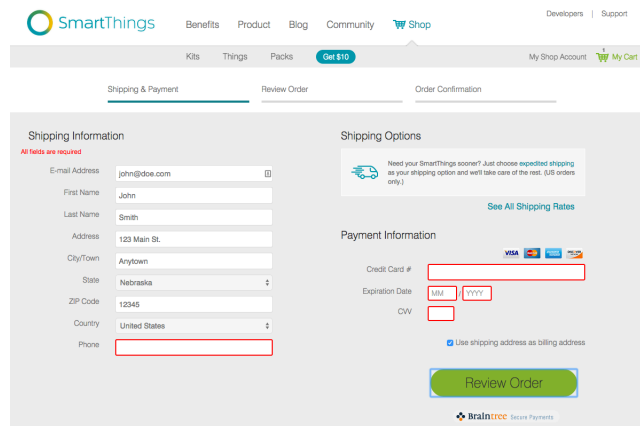 Developers | Support
SmartThings
Benefits Product Blog Community Shop
Kits Things Packs Get $10 My Shop Account My Cart
Shipping & Payment Review Order Order Confirmation
Shipping Information
All fields are required
E-mail Address john@doe.com
First Name John
Last Name Smith
Address 123 Main St.
City/Town Anytown
State Nebraska
ZIP Code 12345
Country United States
Phone
Shipping Options
Need your SmartThings sooner? Just choose expedited shipping
as your shipping option and we'll take care of the rest. (US orders
only.)
See All Shipping Rates
Payment Information
VISA
Credit Card #
Expiration Date MM / YYYY
CVV
Use shipping address as billing address
Review Order
Braintree Secure Payments